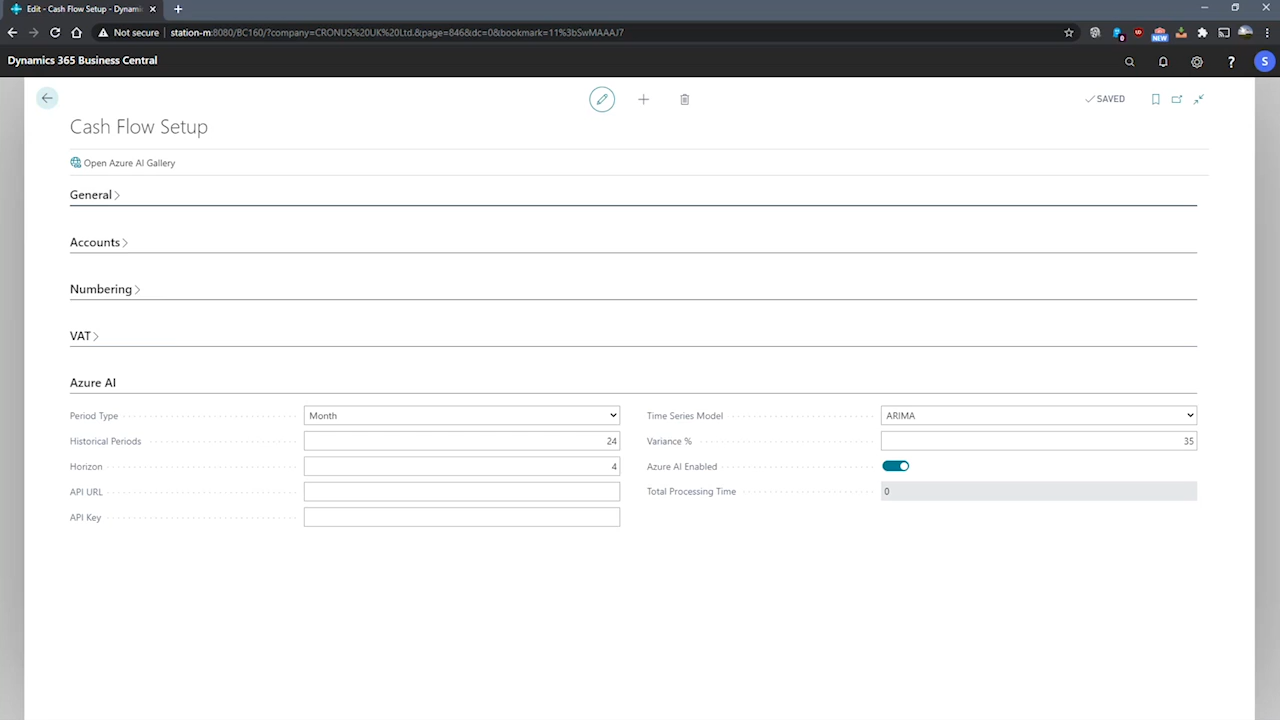 Edit - Cash Flow Setup - Dynami
Not secure
station-m:8080/BC160/?company=CRONUS%20UK%20Ltd.&page=846&dc=0&bookmark=11%3bSwMAAAJ7
0
NEW
Dynamics 365 Business Central
?
S
SAVED
Cash Flow Setup
Open Azure AI Gallery
General
Accounts
Numbering
VAT
Azure AI
Period Type
Month
Time Series Model
ARIMA
Historical Periods
24
Variance %
35
Horizon
4
Azure AI Enabled
API URL
Total Processing Time
0
API Key